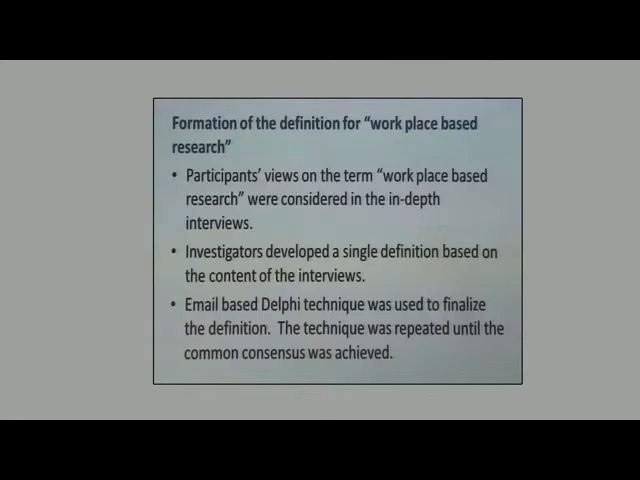 Formation of the definition for “work place based
research”
• Participants’ views on the term “work place based
research” were considered in the in-depth
interviews.
• Investigators developed a single definition based on
the content of the interviews.
• Email based Delphi technique was used to finalize
the definition. The technique was repeated until the
common consensus was achieved.